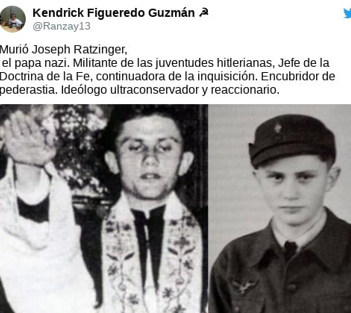 Kendrick Figueredo Guzmán ☭
@Ranzay13
Murió Joseph Ratzinger,
el papa nazi. Militante de las juventudes hitlerianas, Jefe de la
Doctrina de la Fe, continuadora de la inquisición. Encubridor de
pederastia. Ideólogo ultraconservador y reaccionario.